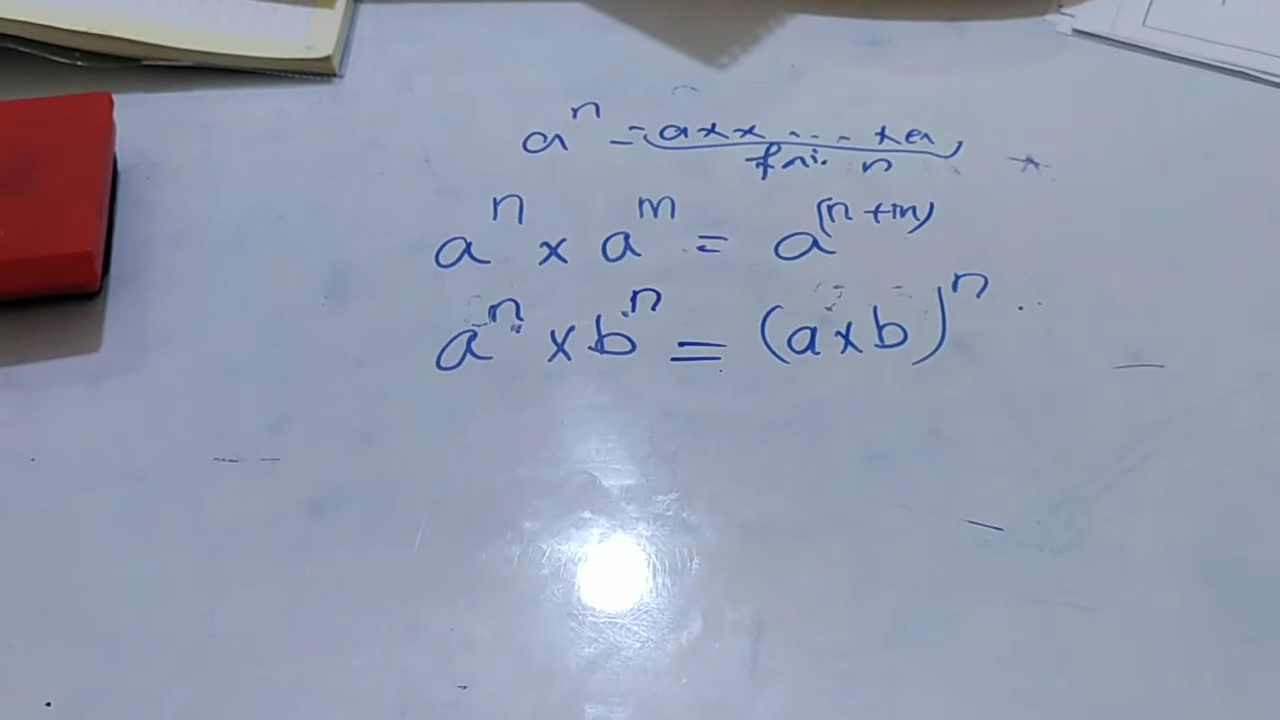 aⁿ = a × x ... × a
n
aⁿ × aᵐ = a⁽ⁿ⁺ᵐ⁾
aⁿ × bⁿ = (a × b)ⁿ